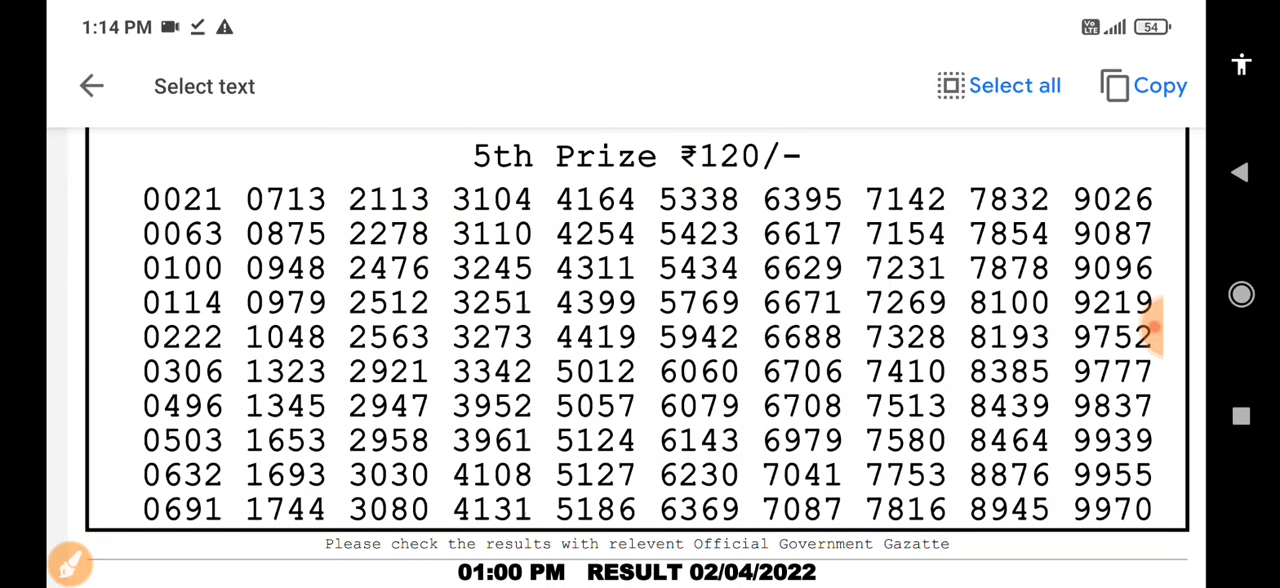 1:14 PM
Vo LTE 54
Select text Select all Copy
5th Prize ₹120/-
0021 0713 2113 3104 4164 5338 6395 7142 7832 9026
0063 0875 2278 3110 4254 5423 6617 7154 7854 9087
0100 0948 2476 3245 4311 5434 6629 7231 7878 9096
0114 0979 2512 3251 4399 5769 6671 7269 8100 9219
0222 1048 2563 3273 4419 5942 6688 7328 8193 9752
0306 1323 2921 3342 5012 6060 6706 7410 8385 9777
0496 1345 2947 3952 5057 6079 6708 7513 8439 9837
0503 1653 2958 3961 5124 6143 6979 7580 8464 9939
0632 1693 3030 4108 5127 6230 7041 7753 8876 9955
0691 1744 3080 4131 5186 6369 7087 7816 8945 9970
Please check the results with relevent Official Government Gazatte
01:00 PM RESULT 02/04/2022